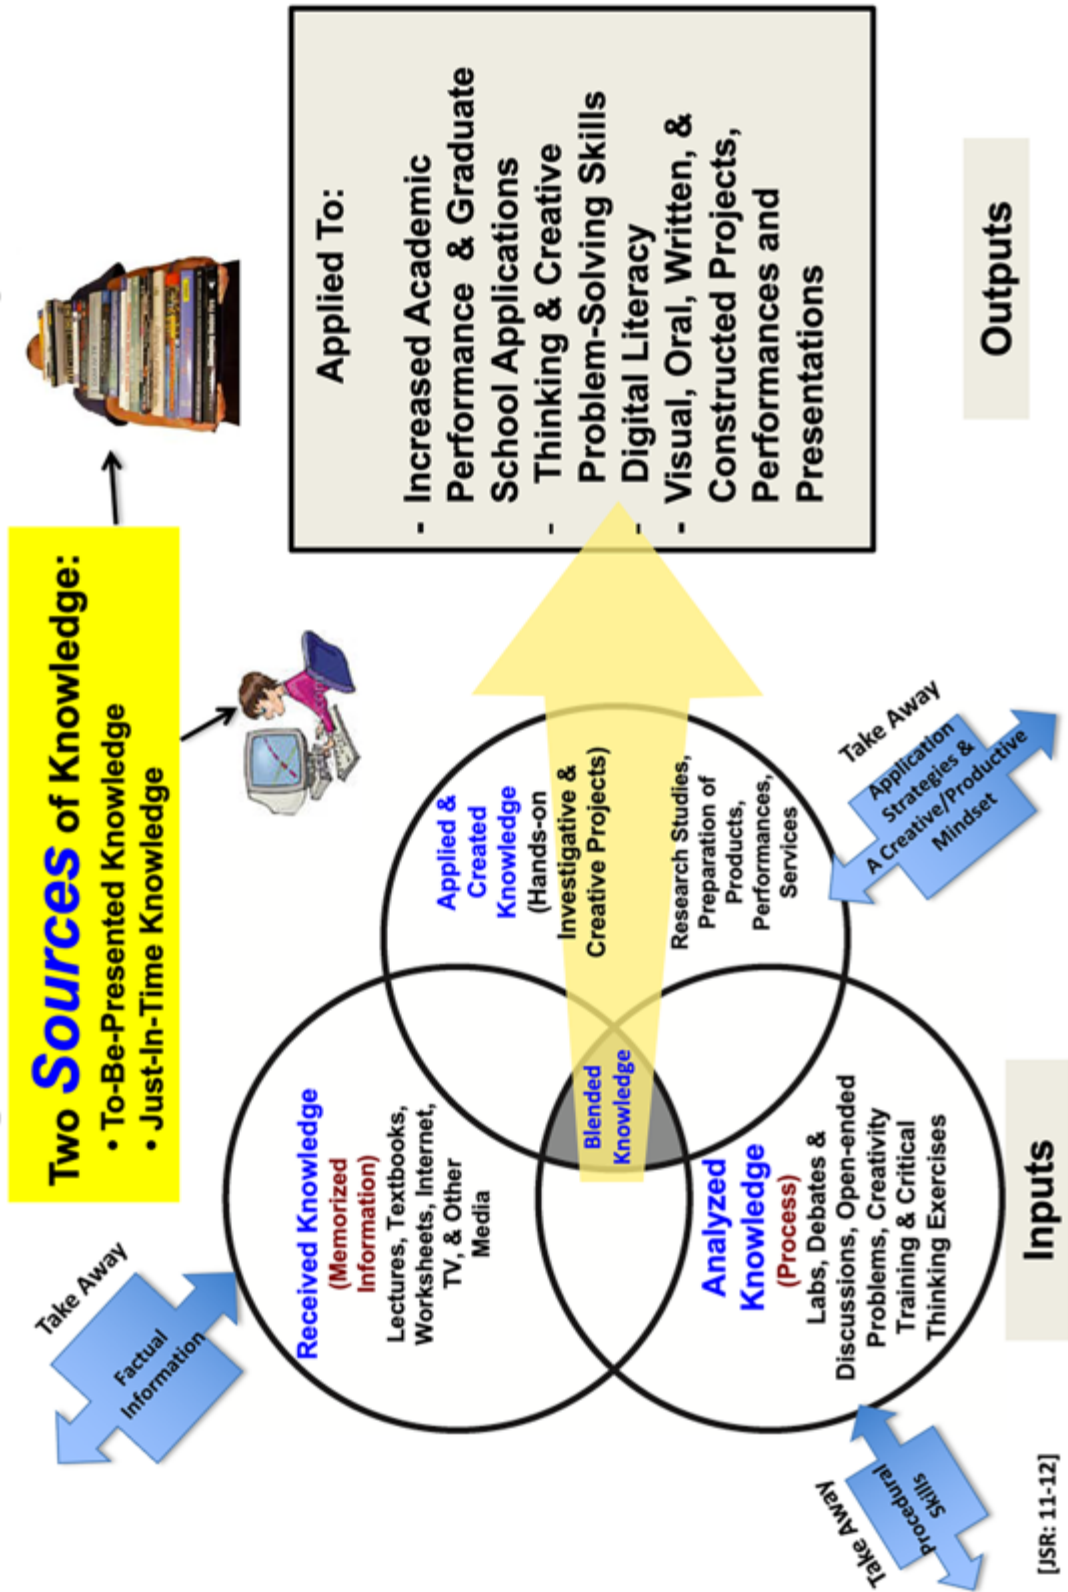 Two Sources of Knowledge:
• To-Be-Presented Knowledge
• Just-In-Time Knowledge
Take Away
Factual
Information
Received Knowledge
(Memorized
Information)
Lectures, Textbooks,
Worksheets, Internet,
TV, & Other
Media
Applied &
Created
Knowledge
(Hands-on
Investigative &
Creative Projects)
Research Studies,
Preparation of
Products,
Performances,
Services
Blended
Knowledge
Analyzed
Knowledge
(Process)
Labs, Debates &
Discussions, Open-ended
Problems, Creativity
Training & Critical
Thinking Exercises
Take Away
Procedural
Skills
Take Away
Application
Strategies &
A Creative/Productive
Mindset
Applied To:
- Increased Academic
Performance & Graduate
School Applications
- Thinking & Creative
Problem-Solving Skills
- Digital Literacy
- Visual, Oral, Written, &
Constructed Projects,
Performances and
Presentations
Inputs
Outputs
[JSR: 11-12]